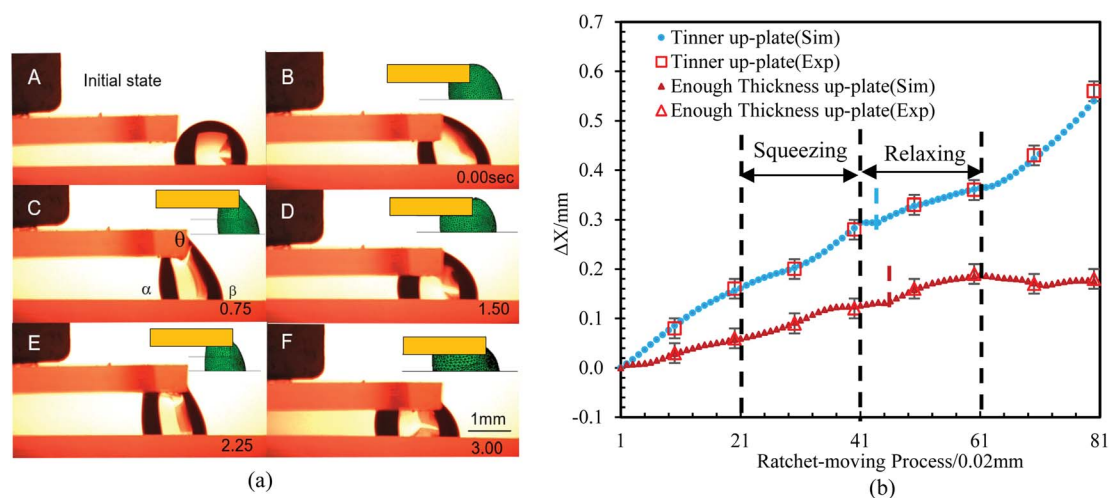 A
Initial state
B
0.00sec
C
θ
α
β
0.75
D
1.50
E
2.25
F
1mm
3.00
(a)
Tinner up-plate(Sim)
Tinner up-plate(Exp)
Enough Thickness up-plate(Sim)
Enough Thickness up-plate(Exp)
Squeezing
Relaxing
ΔX/mm
0.7
0.6
0.5
0.4
0.3
0.2
0.1
0.0
-0.1
1
21
41
61
81
Ratchet-moving Process/0.02mm
(b)